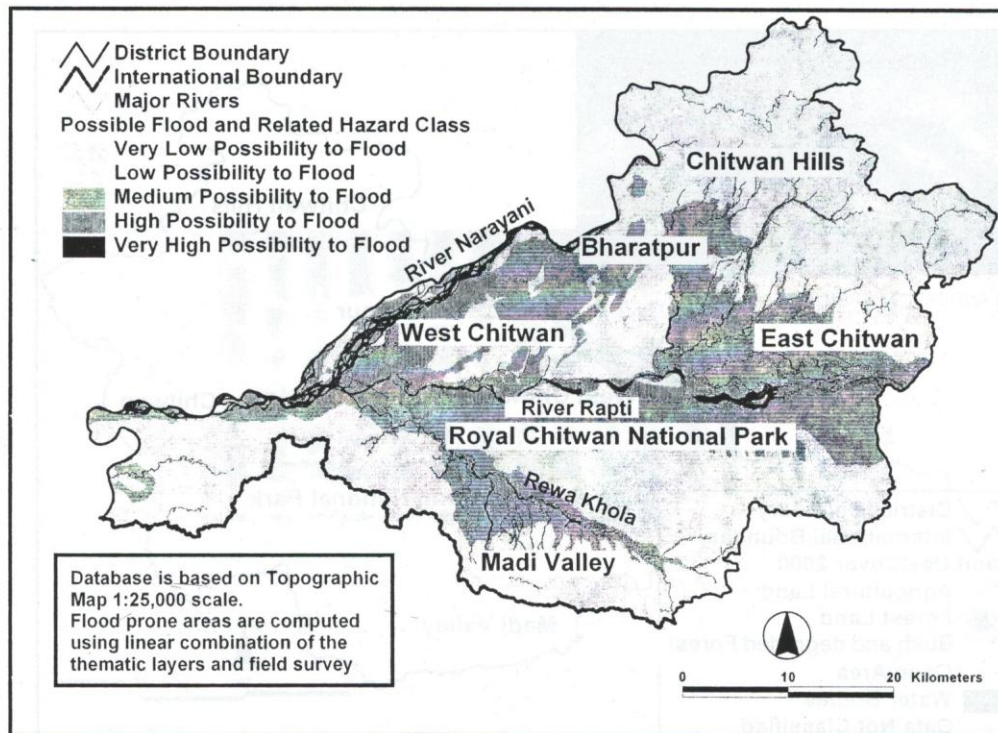 District Boundary
International Boundary
Major Rivers
Possible Flood and Related Hazard Class
Very Low Possibility to Flood
Low Possibility to Flood
Medium Possibility to Flood
High Possibility to Flood
Very High Possibility to Flood
Chitwan Hills
River Narayani
Bharatpur
West Chitwan
East Chitwan
River Rapti
Royal Chitwan National Park
Rewa Khola
Madi Valley
Database is based on Topographic
Map 1:25,000 scale.
Flood prone areas are computed
using linear combination of the
thematic layers and field survey
0 10 20 Kilometers